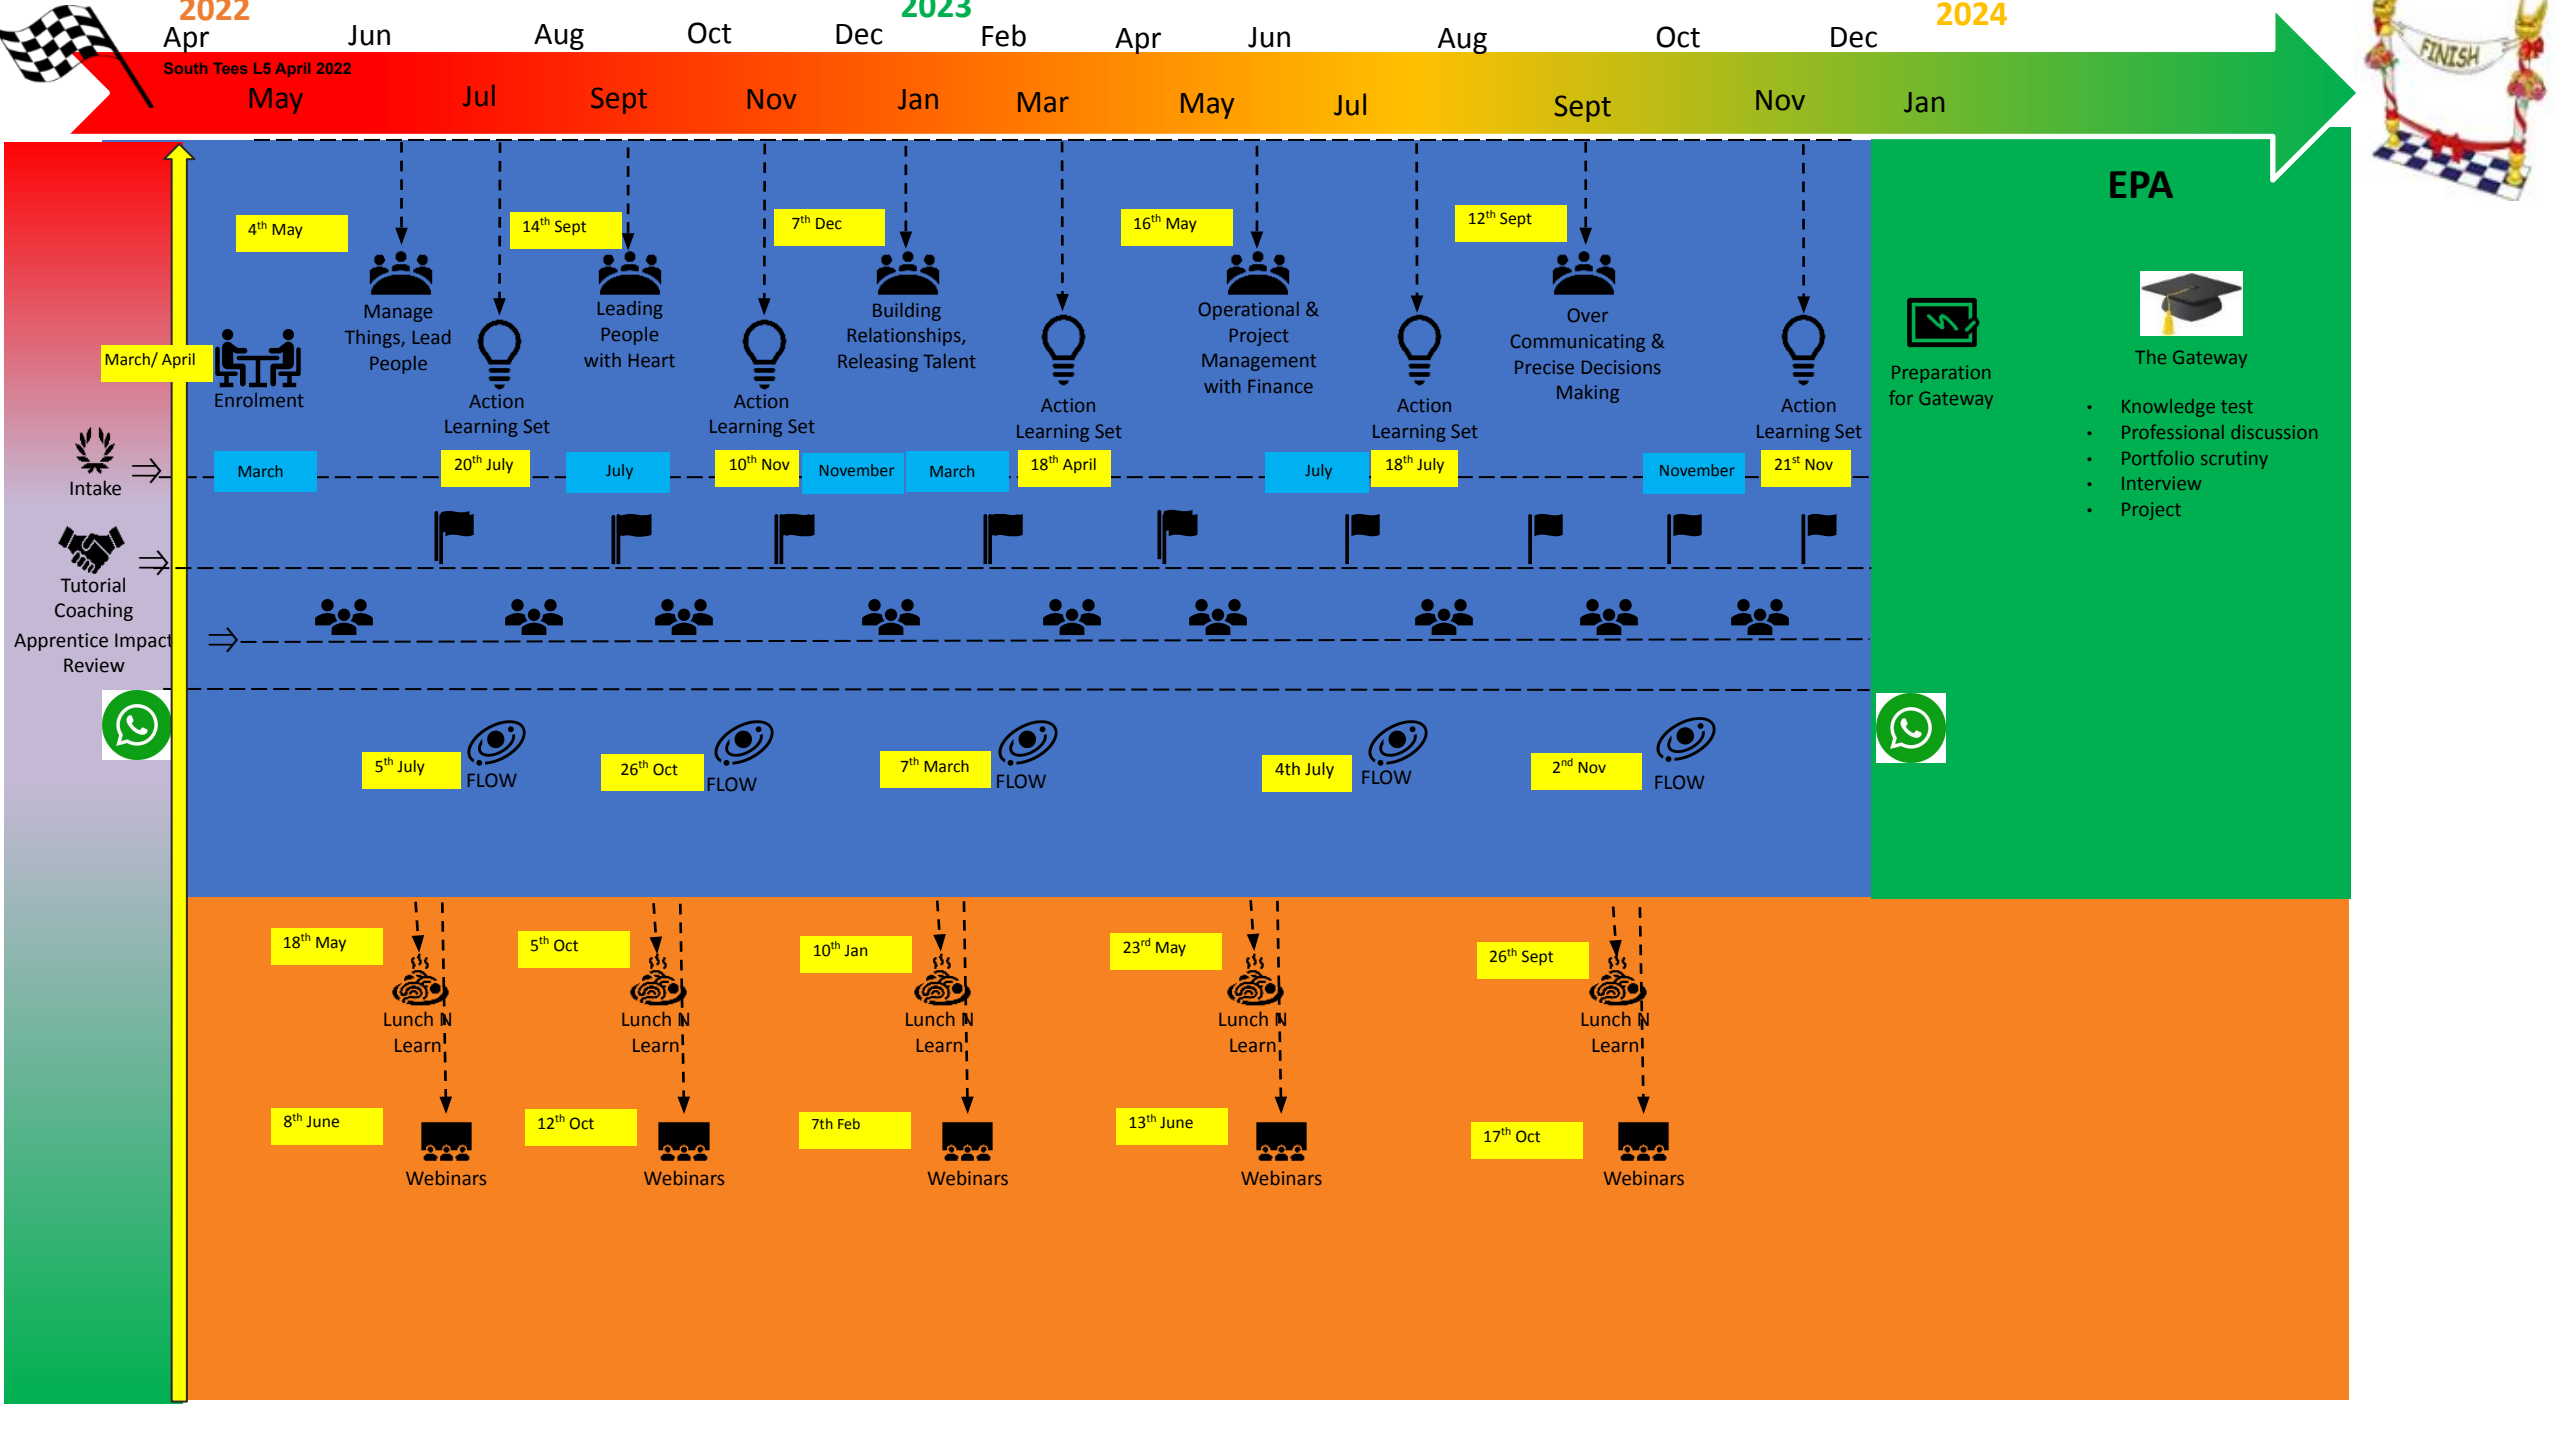 2022
2023
2024
Apr
Jun
Aug
Oct
Dec
Feb
Apr
Jun
Aug
Oct
Dec
FINISH
South Tees L5 April 2022
May
Jul
Sept
Nov
Jan
Mar
May
Jul
Sept
Nov
Jan
EPA
4th May
14th Sept
7th Dec
16th May
12th Sept
Manage
Things, Lead
People
Leading
People
with Heart
Building
Relationships,
Releasing Talent
Operational &
Project
Management
with Finance
Over
Communicating &
Precise Decisions
Making
March/ April
Enrolment
Action
Learning Set
Action
Learning Set
Action
Learning Set
Action
Learning Set
Action
Learning Set
Preparation
for Gateway
The Gateway
• Knowledge test
• Professional discussion
• Portfolio scrutiny
• Interview
• Project
Intake
March
20th July
July
10th Nov
November
March
18th April
July
18th July
November
21st Nov
Tutorial
Coaching
Apprentice Impact
Review
5th July
FLOW
26th Oct
FLOW
7th March
FLOW
4th July
FLOW
2nd Nov
FLOW
18th May
Lunch N
Learn
5th Oct
Lunch N
Learn
10th Jan
Lunch N
Learn
23rd May
Lunch N
Learn
26th Sept
Lunch N
Learn
8th June
Webinars
12th Oct
Webinars
7th Feb
Webinars
13th June
Webinars
17th Oct
Webinars